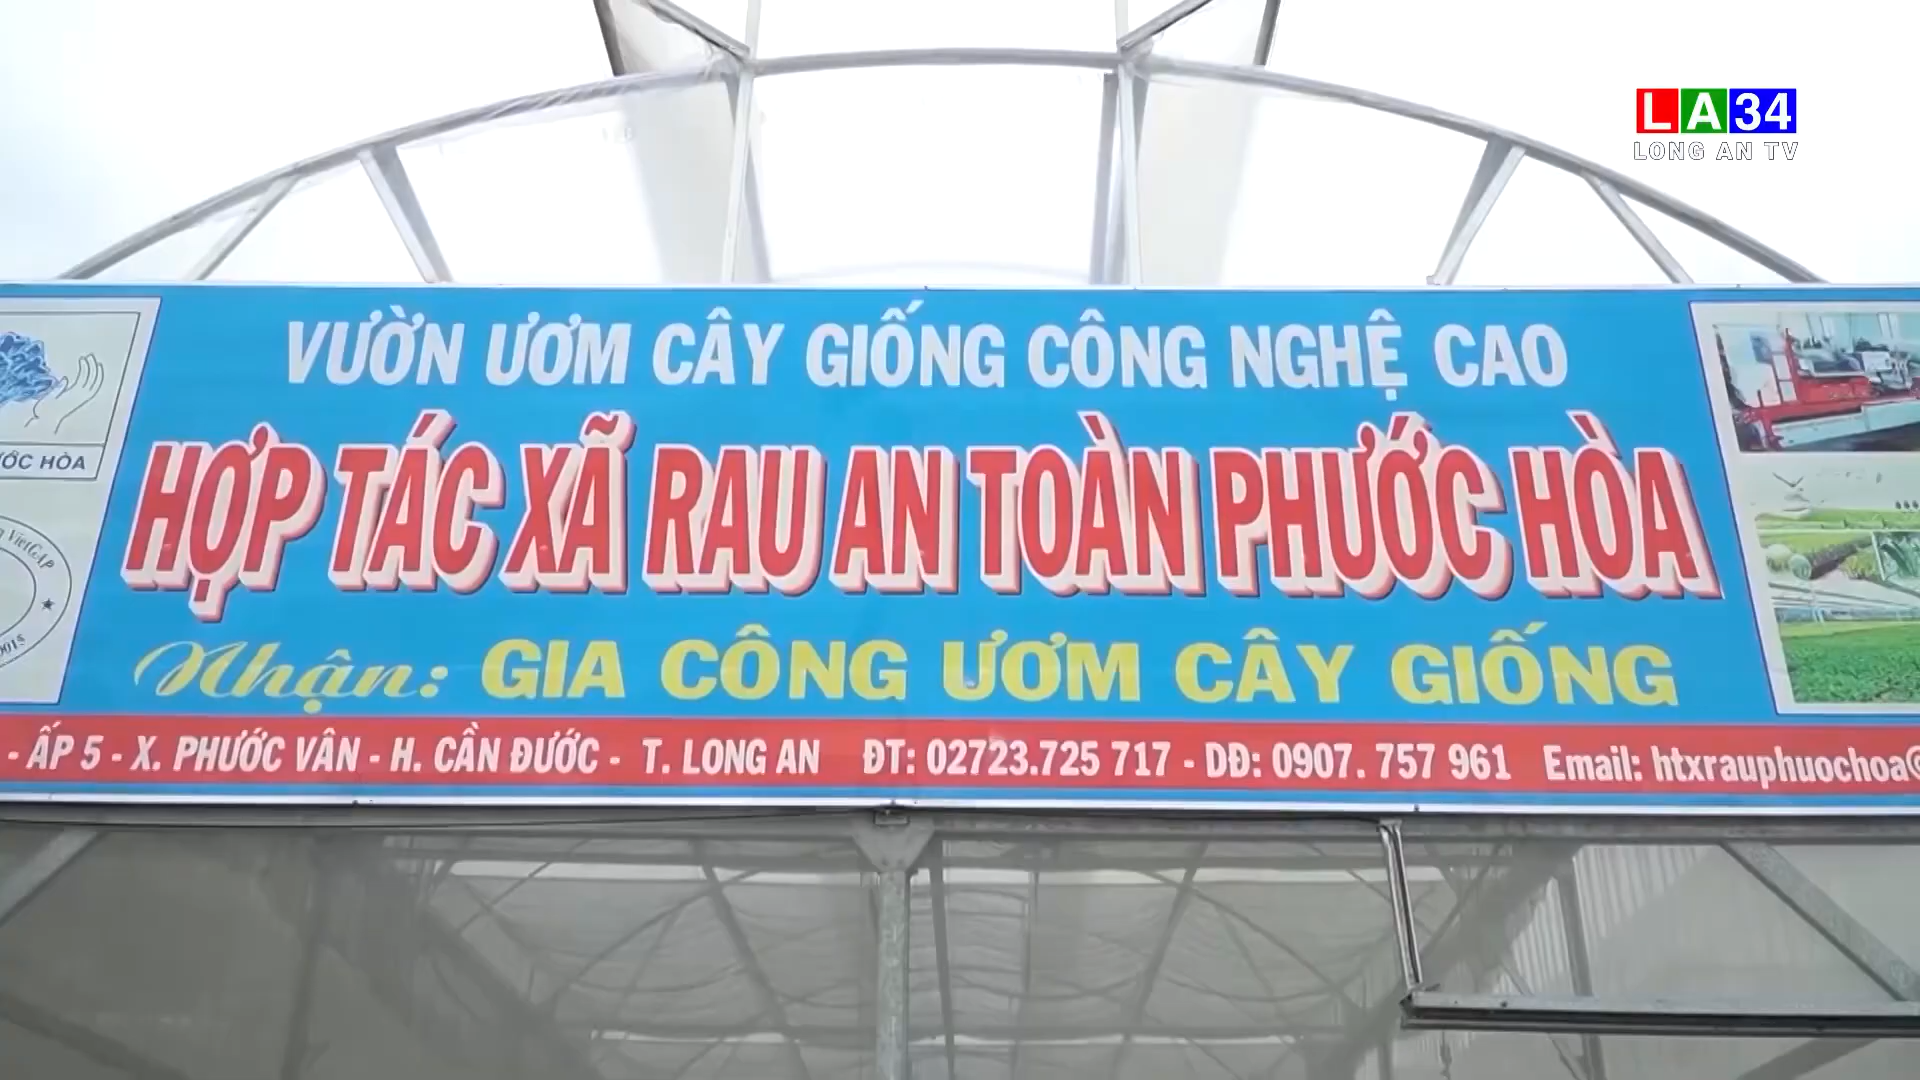 LA34
LONG AN TV
VƯỜN ƯƠM CÂY GIỐNG CÔNG NGHỆ CAO
HỢP TÁC XÃ RAU AN TOÀN PHƯỚC HÒA
Nhận: GIA CÔNG ƯƠM CÂY GIỐNG
- ẤP 5 - X. PHƯỚC VÂN - H. CẦN ĐƯỚC - T. LONG AN ĐT: 02723.725 717 - DĐ: 0907. 757 961 Email: htxrauphuochoa@
HÒA
VietGAP